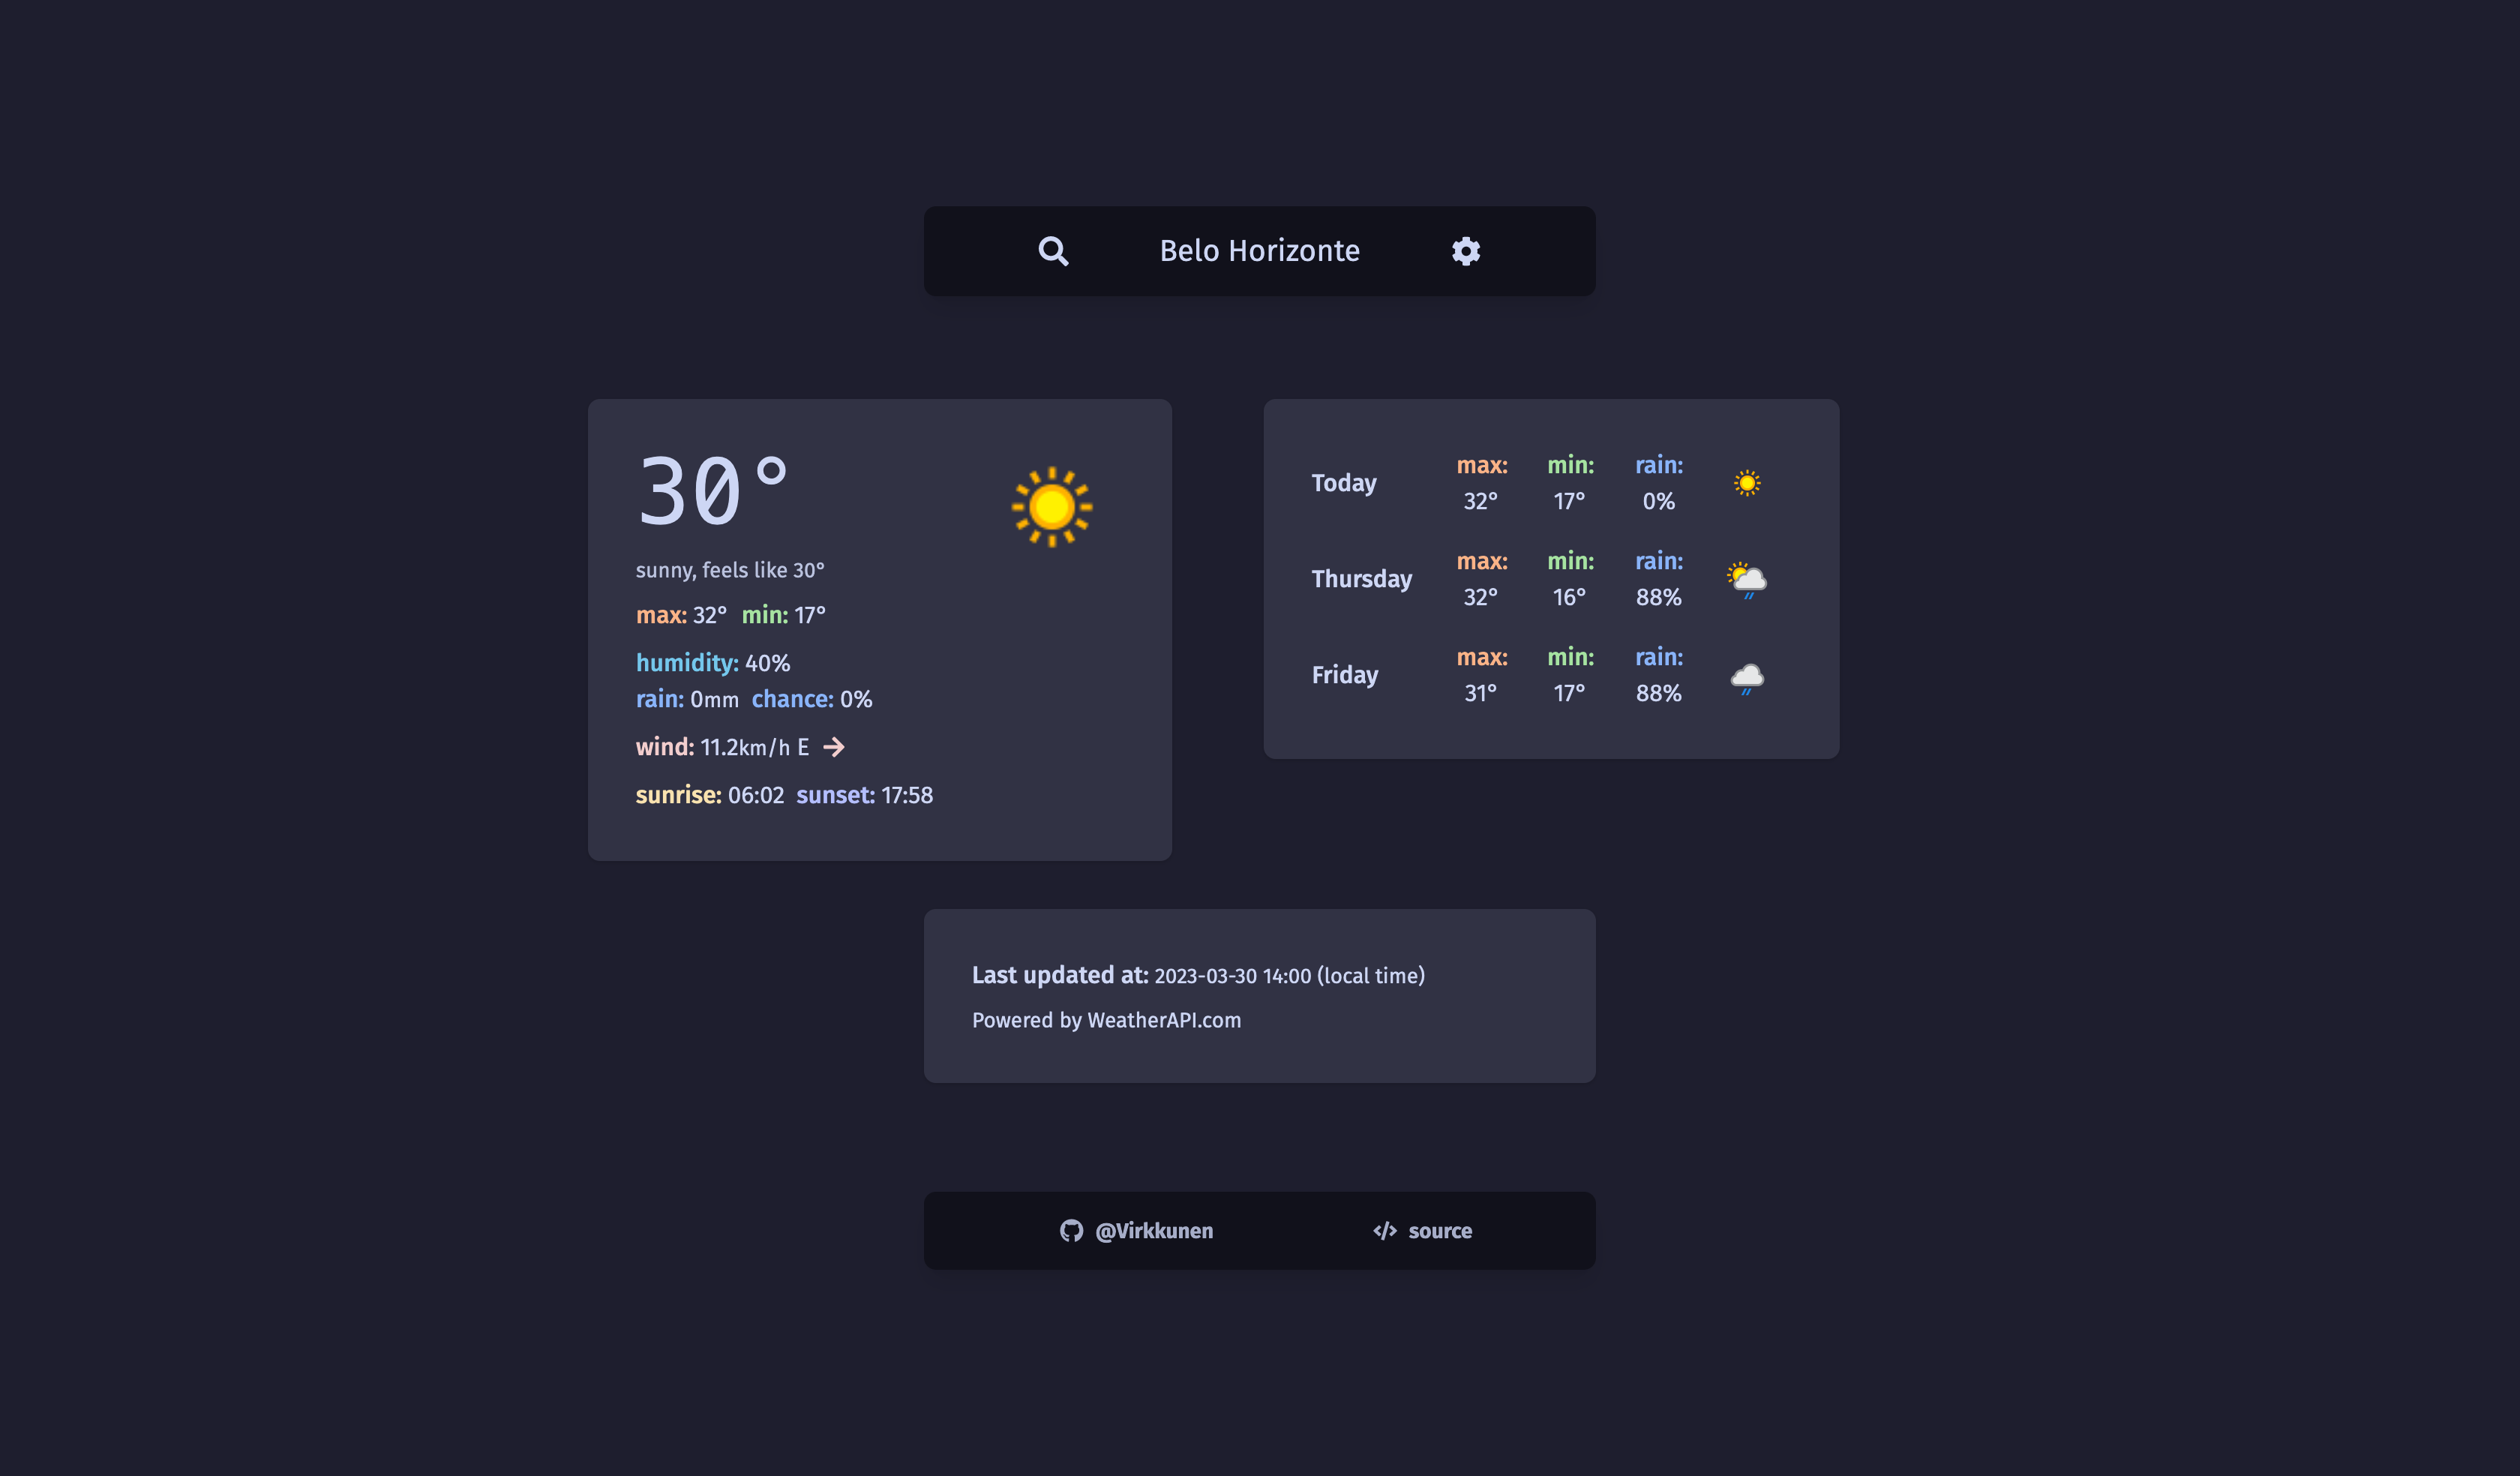 Belo Horizonte
30°
sunny, feels like 30°
max: 32° min: 17°
humidity: 40%
rain: 0mm chance: 0%
wind: 11.2km/h E →
sunrise: 06:02 sunset: 17:58
Today max: min: rain:
32° 17° 0%
Thursday max: min: rain:
32° 16° 88%
Friday max: min: rain:
31° 17° 88%
Last updated at: 2023-03-30 14:00 (local time)
Powered by WeatherAPI.com
@Virkkunen </> source